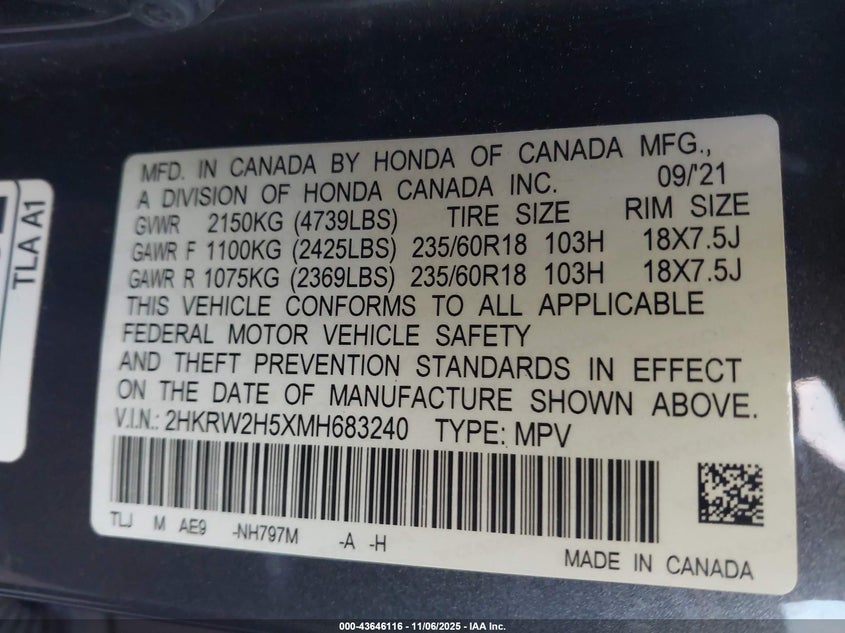 TLA A1
MFD. IN CANADA BY HONDA OF CANADA MFG.,
A DIVISION OF HONDA CANADA INC. 09/'21
GVWR 2150KG (4739LBS) TIRE SIZE RIM SIZE
GAWR F 1100KG (2425LBS) 235/60R18 103H 18X7.5J
GAWR R 1075KG (2369LBS) 235/60R18 103H 18X7.5J
THIS VEHICLE CONFORMS TO ALL APPLICABLE
FEDERAL MOTOR VEHICLE SAFETY
AND THEFT PREVENTION STANDARDS IN EFFECT
ON THE DATE OF MANUFACTURE SHOWN ABOVE.
V.I.N.: 2HKRW2H5XMH683240 TYPE: MPV
TLJ M AE9 -NH797M -A -H
MADE IN CANADA
000-43646116 - 11/06/2025 - IAA Inc.